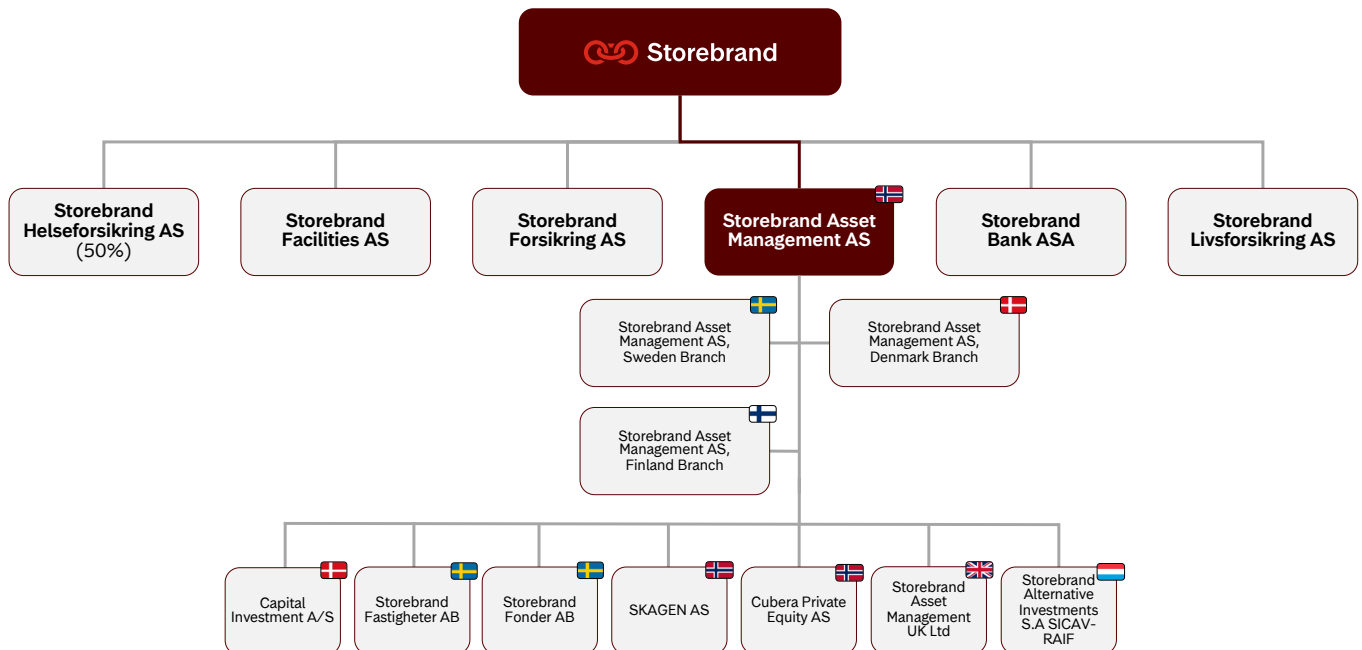 Storebrand
Storebrand
Helseforsikring AS
(50%)
Storebrand
Facilities AS
Storebrand
Forsikring AS
Storebrand Asset
Management AS
Storebrand
Bank ASA
Storebrand
Livsforsikring AS
Storebrand Asset
Management AS,
Sweden Branch
Storebrand Asset
Management AS,
Denmark Branch
Storebrand Asset
Management AS,
Finland Branch
Capital
Investment A/S
Storebrand
Fastigheter AB
Storebrand
Fonder AB
SKAGEN AS
Cubera Private
Equity AS
Storebrand
Asset
Management
UK Ltd
Storebrand
Alternative
Investments
S.A SICAV-
RAIF